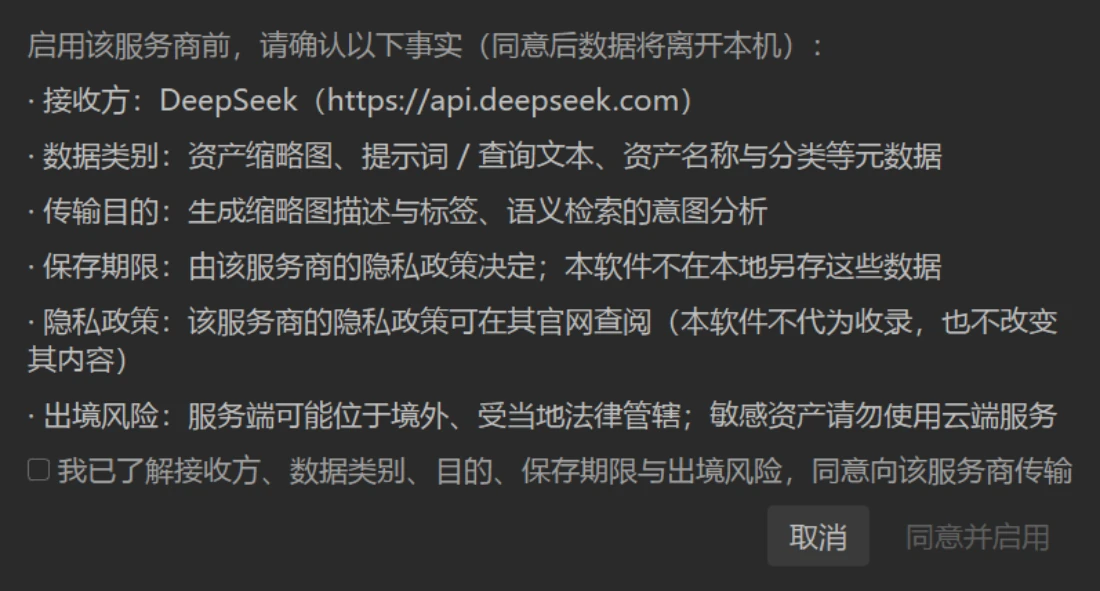 启用该服务商前，请确认以下事实（同意后数据将离开本机）：
· 接收方：DeepSeek（https://api.deepseek.com）
· 数据类别：资产缩略图、提示词 / 查询文本、资产名称与分类等元数据
· 传输目的：生成缩略图描述与标签、语义检索的意图分析
· 保存期限：由该服务商的隐私政策决定；本软件不在本地另存这些数据
· 隐私政策：该服务商的隐私政策可在其官网查阅（本软件不代为收录，也不改变
其内容）
· 出境风险：服务端可能位于境外、受当地法律管辖；敏感资产请勿使用云端服务
我已了解接收方、数据类别、目的、保存期限与出境风险，同意向该服务商传输
取消
同意并启用